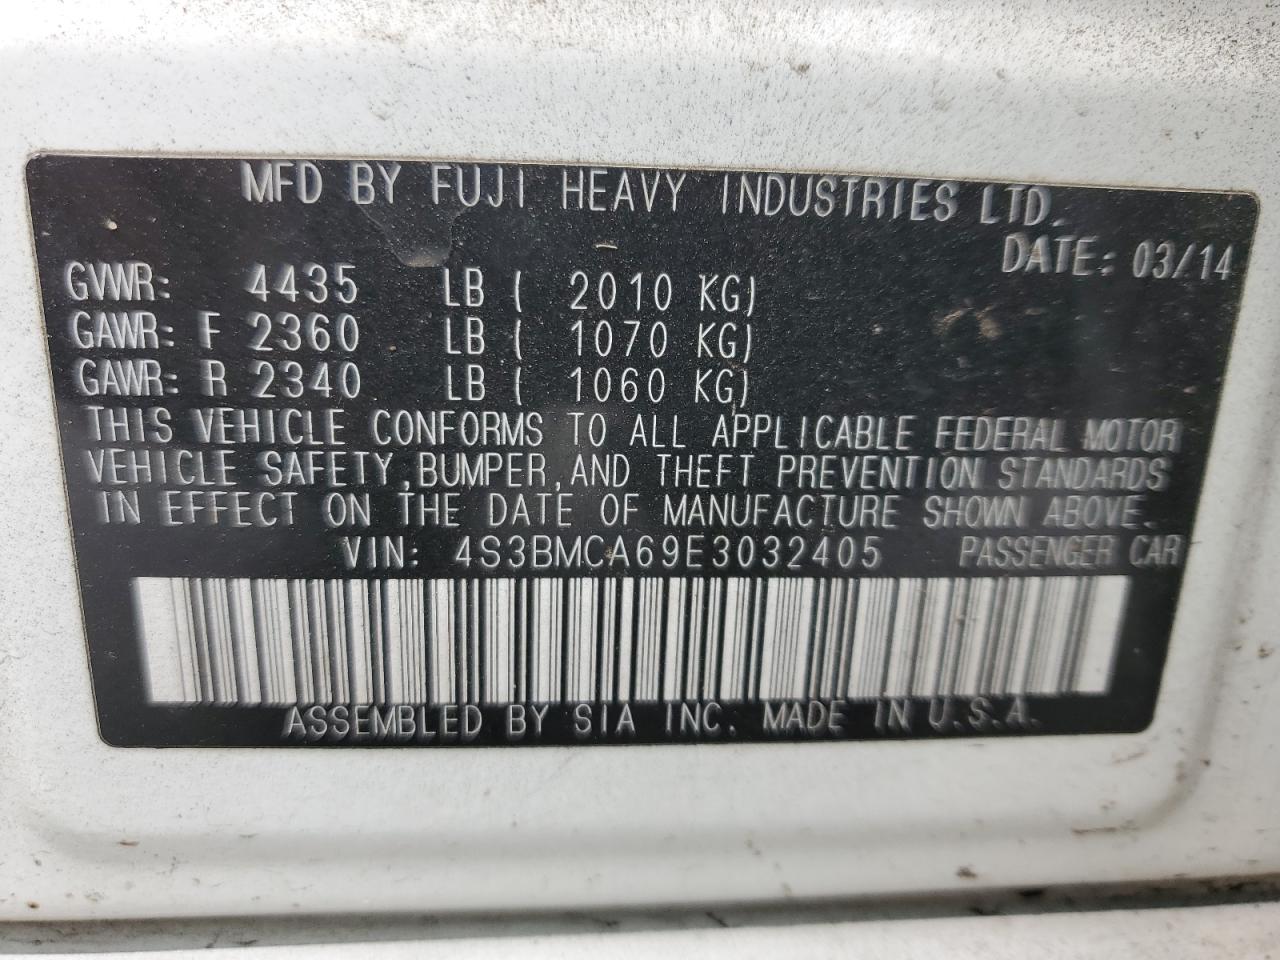 MFD BY FUJI HEAVY INDUSTRIES LTD.
DATE: 03/14
GVWR: 4435 LB ( 2010 KG)
GAWR: F 2360 LB ( 1070 KG)
GAWR: R 2340 LB ( 1060 KG)
THIS VEHICLE CONFORMS TO ALL APPLICABLE FEDERAL MOTOR
VEHICLE SAFETY,BUMPER,AND THEFT PREVENTION STANDARDS
IN EFFECT ON THE DATE OF MANUFACTURE SHOWN ABOVE.
VIN: 4S3BMCA69E3032405 PASSENGER CAR
ASSEMBLED BY SIA INC. MADE IN U.S.A.